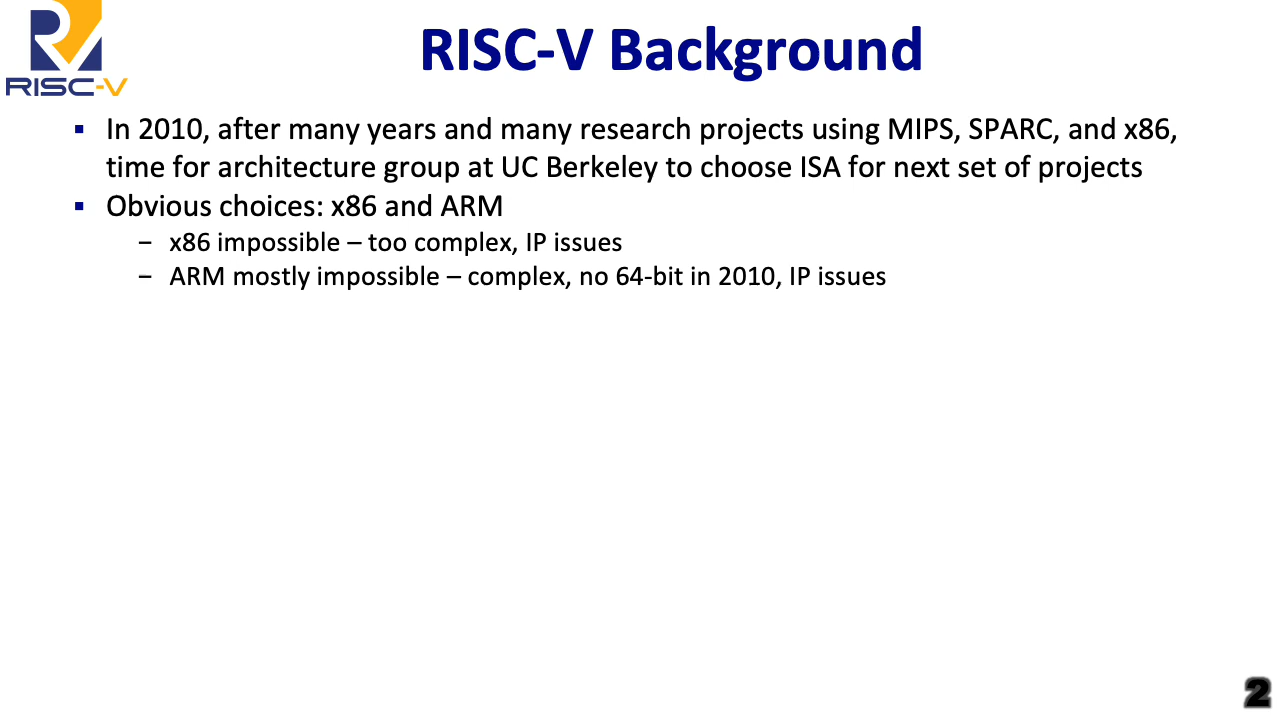 RISC-V
RISC-V Background
▪ In 2010, after many years and many research projects using MIPS, SPARC, and x86,
time for architecture group at UC Berkeley to choose ISA for next set of projects
▪ Obvious choices: x86 and ARM
− x86 impossible – too complex, IP issues
− ARM mostly impossible – complex, no 64-bit in 2010, IP issues
2